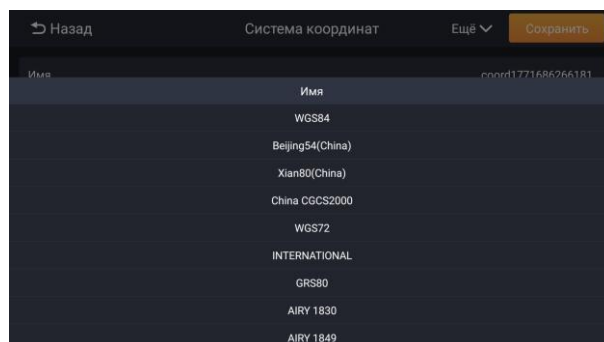 Назад Система координат Ещё Сохранить
Имя coord1771686266181
Имя
WGS84
Beijing54(China)
Xian80(China)
China CGCS2000
WGS72
INTERNATIONAL
GRS80
AIRY 1830
AIRY 1849